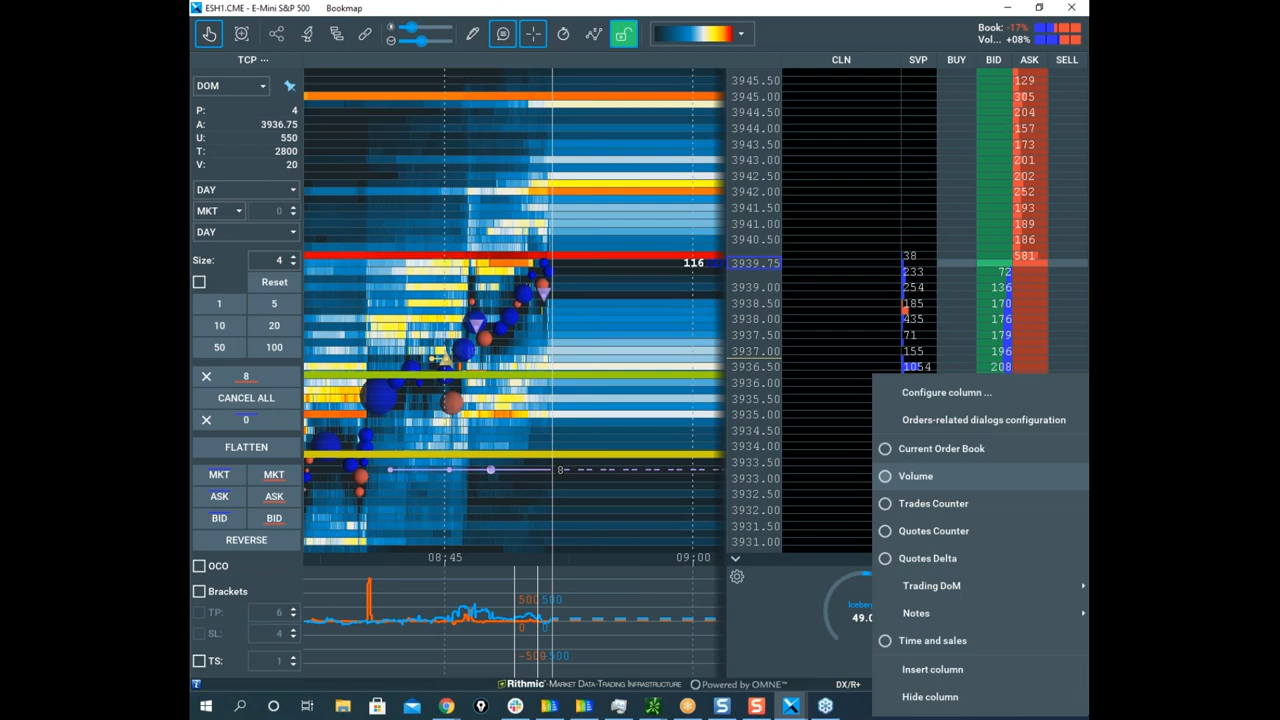 ESH1.CME - E-Mini S&P 500 Bookmap
Book: -17%
Vol... +08%
TCP ...
CLN SVP BUY BID ASK SELL
DOM
P: 4
A: 3936.75
U: 550
T: 2800
V: 20
DAY
MKT 0
DAY
Size: 4
Reset
1 5
10 20
50 100
8
CANCEL ALL
0
FLATTEN
MKT MKT
ASK ASK
BID BID
REVERSE
OCO
Brackets
TP: 6
SL: 4
TS: 1
116
8
08:45 09:00
500 500
0 0
-500 -500
3945.50 129
3945.00 305
3944.50 204
3944.00 157
3943.50 173
3943.00 201
3942.50 202
3942.00 252
3941.50 193
3941.00 189
3940.50 186
38 581
3939.75
233 72
3939.00 254 136
3938.50 185 170
3938.00 435 176
3937.50 71 179
3937.00 155 196
3936.50 1054 208
3936.00
3935.50
3935.00
3934.50
3934.00
3933.50
3933.00
3932.50
3932.00
3931.50
3931.00
Configure column ...
Orders-related dialogs configuration
Current Order Book
Volume
Trades Counter
Quotes Counter
Quotes Delta
Trading DoM
Notes
Time and sales
Insert column
Hide column
Iceberg
49.0
Rithmic - MARKET DATA - TRADING INFRASTRUCTURE Powered by OMNE™ DX/R+